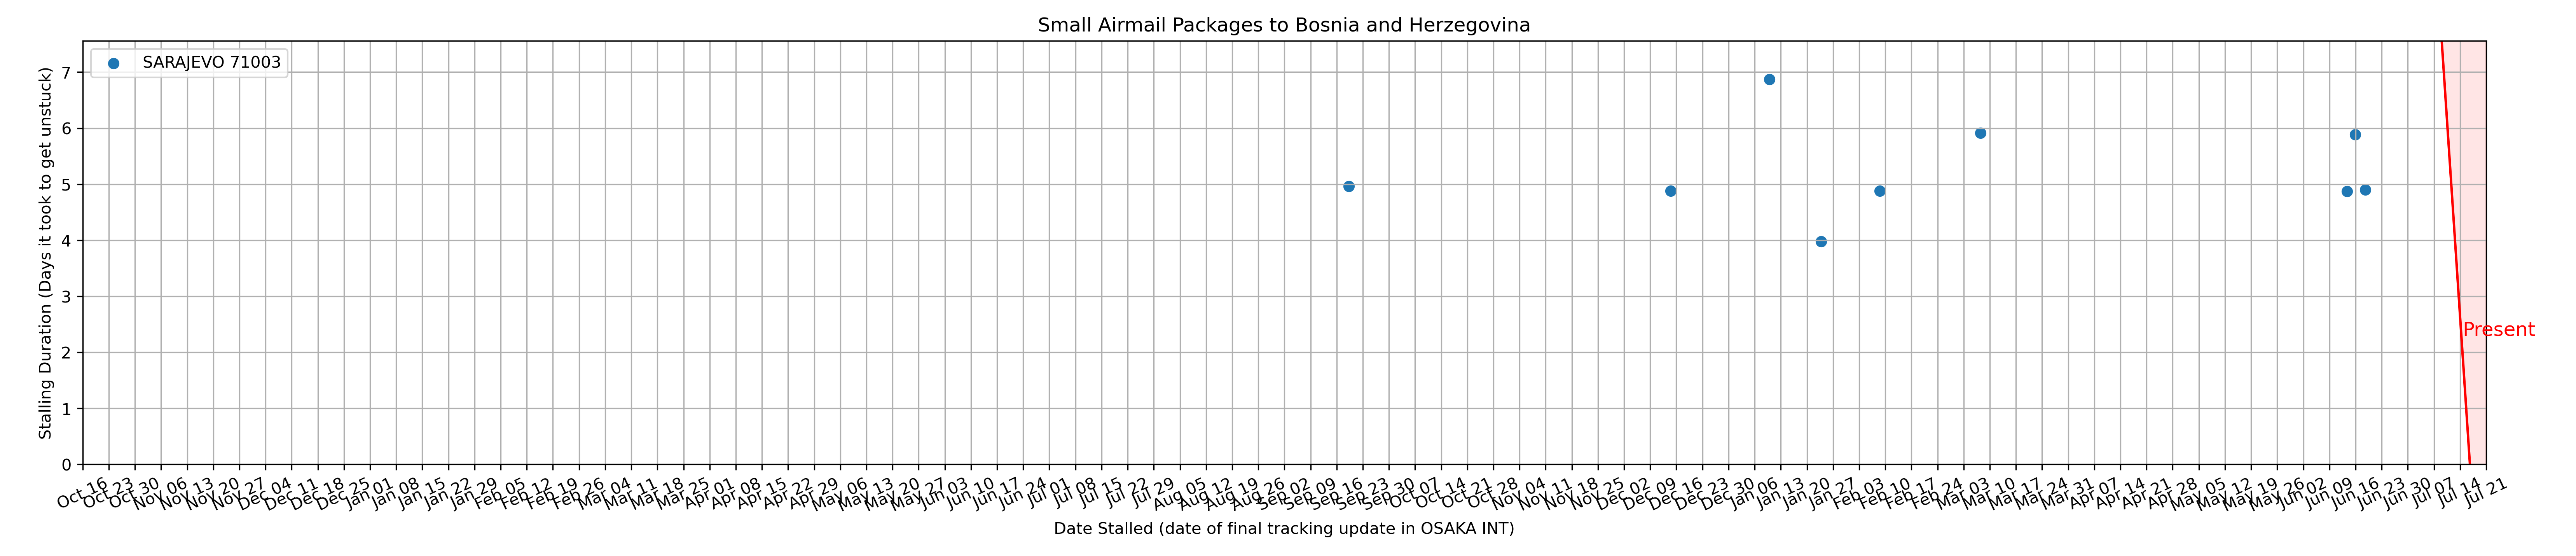 Small Airmail Packages to Bosnia and Herzegovina
SARAJEVO 71003
Stalling Duration (Days it took to get unstuck)
7
6
5
4
3
2
1
0
Present
Oct 16
Oct 23
Oct 30
Nov 06
Nov 13
Nov 20
Nov 27
Dec 04
Dec 11
Dec 18
Dec 25
Jan 01
Jan 08
Jan 15
Jan 22
Jan 29
Feb 05
Feb 12
Feb 19
Feb 26
Mar 04
Mar 11
Mar 18
Mar 25
Apr 01
Apr 08
Apr 15
Apr 22
Apr 29
May 06
May 13
May 20
May 27
Jun 03
Jun 10
Jun 17
Jun 24
Jul 01
Jul 08
Jul 15
Jul 22
Jul 29
Aug 05
Aug 12
Aug 19
Aug 26
Sep 02
Sep 09
Sep 16
Sep 23
Sep 30
Oct 07
Oct 14
Oct 21
Oct 28
Nov 04
Nov 11
Nov 18
Nov 25
Dec 02
Dec 09
Dec 16
Dec 23
Dec 30
Jan 06
Jan 13
Jan 20
Jan 27
Feb 03
Feb 10
Feb 17
Feb 24
Mar 03
Mar 10
Mar 17
Mar 24
Mar 31
Apr 07
Apr 14
Apr 21
Apr 28
May 05
May 12
May 19
May 26
Jun 02
Jun 09
Jun 16
Jun 23
Jun 30
Jul 07
Jul 14
Jul 21
Date Stalled (date of final tracking update in OSAKA INT)